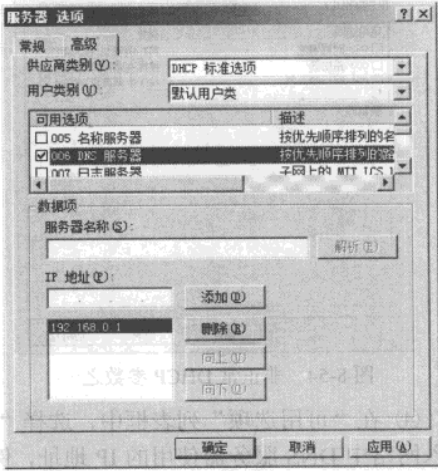 服务器 选项
常规 高级
供应商类别(V): DHCP 标准选项
用户类别(U): 默认用户类
可用选项 描述
005 名称服务器 按优先顺序排列的名
006 DNS 服务器 按优先顺序排列的
007 日志服务器 子网上的 MIT_LCS
数据项
服务器名称(S):
解析(E)
IP 地址(P):
添加(D)
192.168.0.1 删除(R)
向上(U)
向下(O)
确定 取消 应用(A)